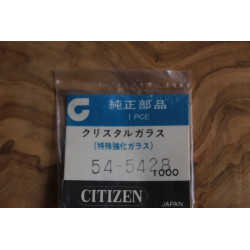 純正部品
1 PCE
クリスタルガラス
(特殊強化ガラス)
54-5428
1000
CITIZEN
JAPAN